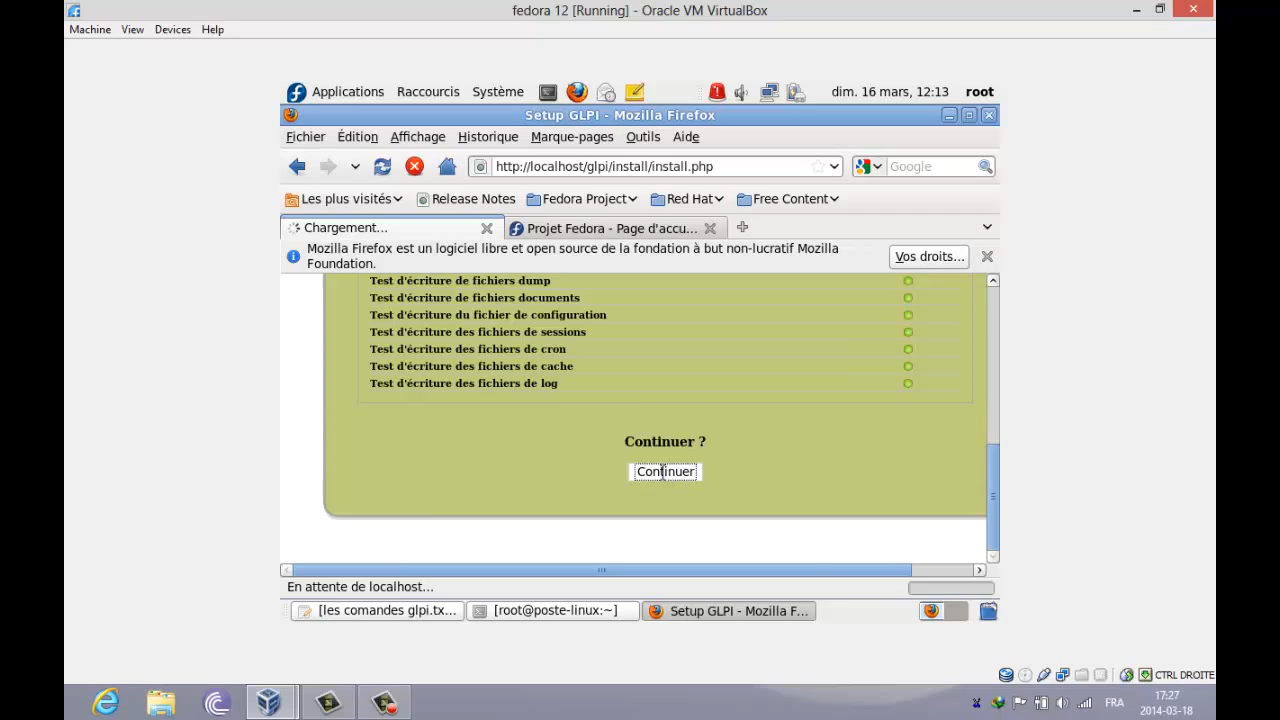 fedora 12 [Running] - Oracle VM VirtualBox
Machine View Devices Help
Applications Raccourcis Système dim. 16 mars, 12:13 root
Setup GLPI - Mozilla Firefox
Fichier Édition Affichage Historique Marque-pages Outils Aide
http://localhost/glpi/install/install.php Google
Les plus visités Release Notes Fedora Project Red Hat Free Content
Chargement... Projet Fedora - Page d'accu...
Mozilla Firefox est un logiciel libre et open source de la fondation à but non-lucratif Mozilla
Foundation.
Vos droits...
Test d'écriture de fichiers dump
Test d'écriture de fichiers documents
Test d'écriture du fichier de configuration
Test d'écriture des fichiers de sessions
Test d'écriture des fichiers de cron
Test d'écriture des fichiers de cache
Test d'écriture des fichiers de log
Continuer ?
Continuer
En attente de localhost...
[les comandes glpi.tx... [root@poste-linux:~] Setup GLPI - Mozilla F...
CTRL DROITE
FRA 17:27
2014-03-18